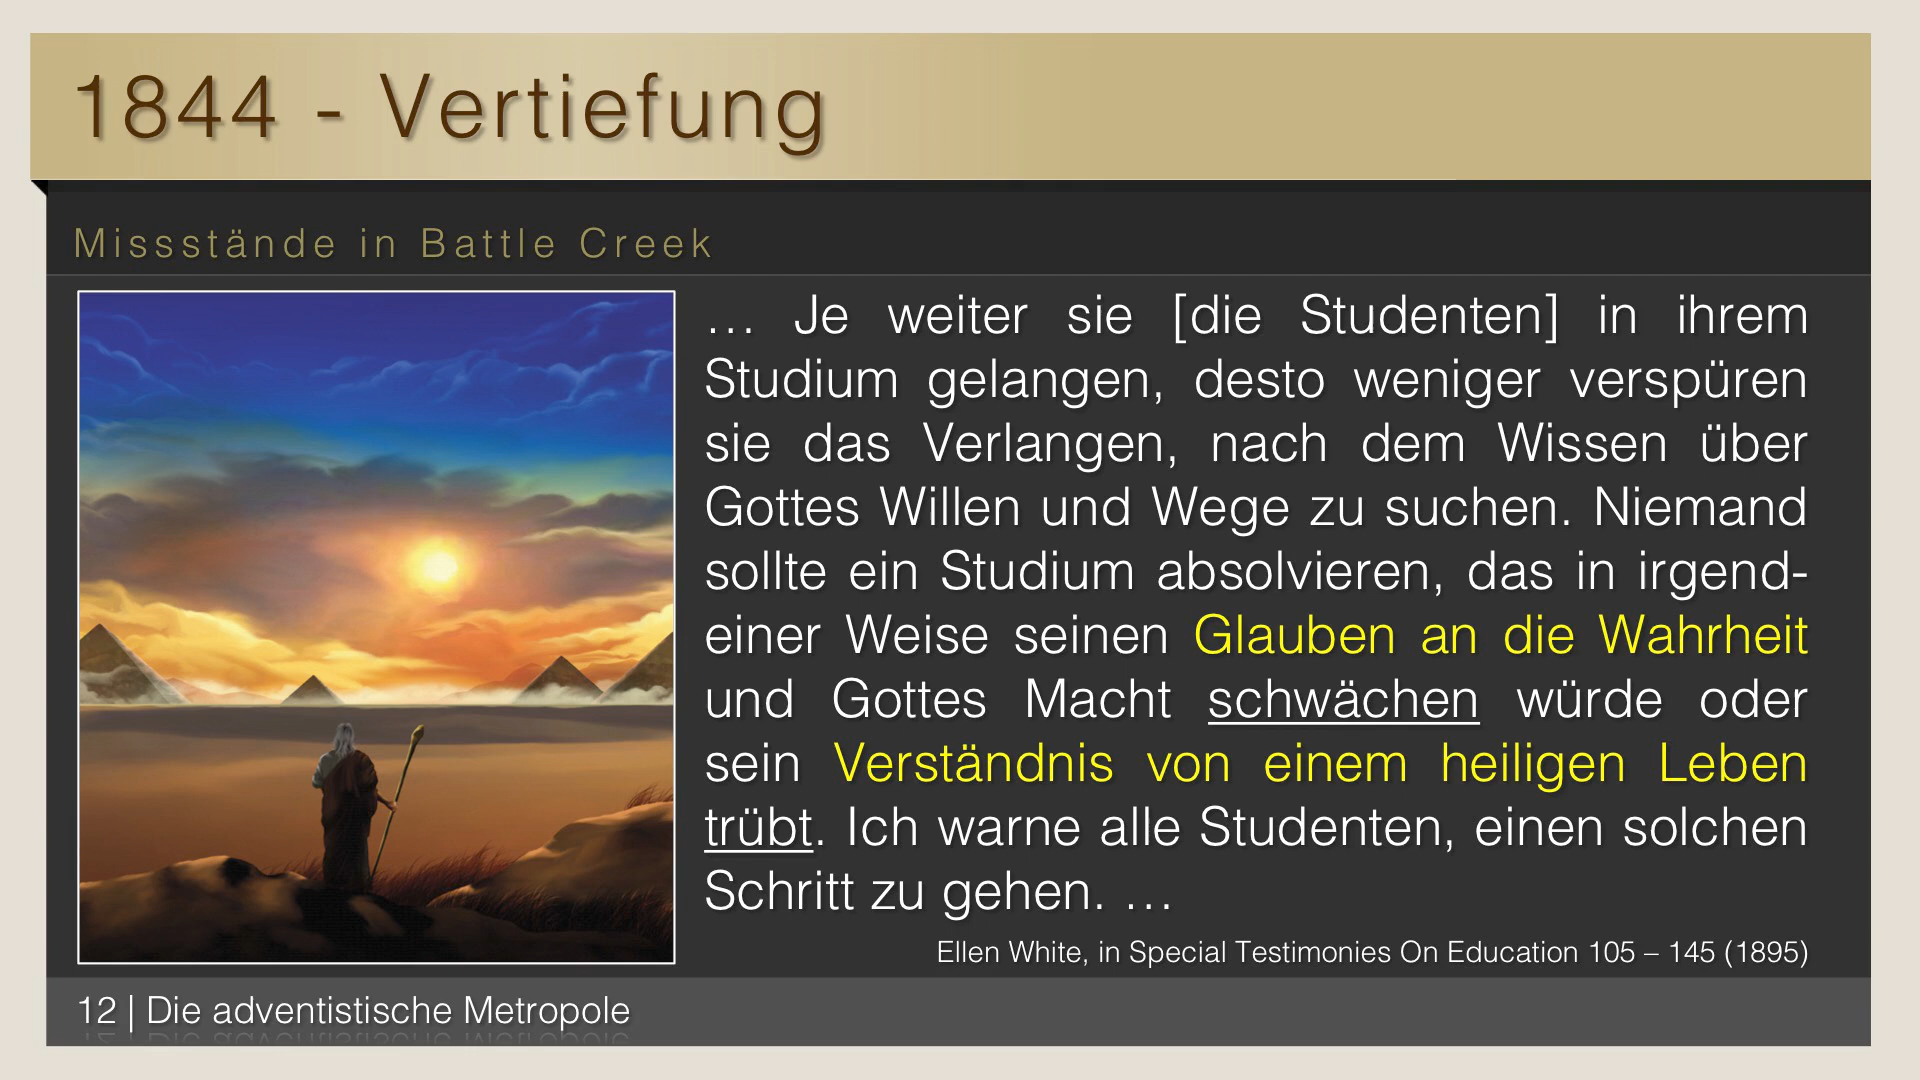 1844 - Vertiefung
Missstände in Battle Creek
… Je weiter sie [die Studenten] in ihrem
Studium gelangen, desto weniger verspüren
sie das Verlangen, nach dem Wissen über
Gottes Willen und Wege zu suchen. Niemand
sollte ein Studium absolvieren, das in irgend-
einer Weise seinen Glauben an die Wahrheit
und Gottes Macht schwächen würde oder
sein Verständnis von einem heiligen Leben
trübt. Ich warne alle Studenten, einen solchen
Schritt zu gehen. …
Ellen White, in Special Testimonies On Education 105 – 145 (1895)
12 | Die adventistische Metropole